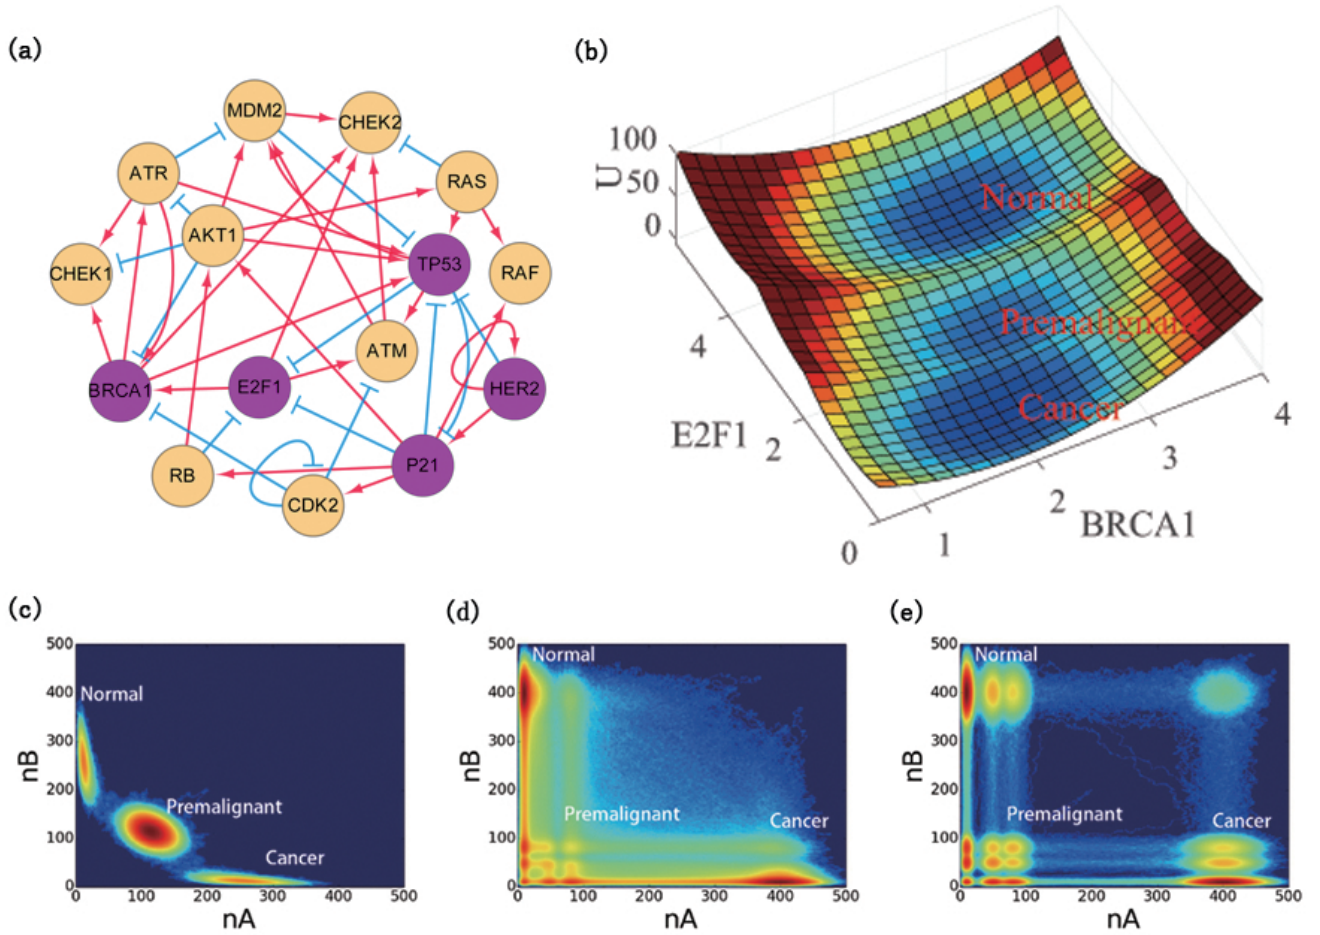 (a)
MDM2
CHEK2
ATR
RAS
AKT1
TP53
RAF
CHEK1
ATM
BRCA1
E2F1
HER2
P21
RB
CDK2
(b)
100
50
0
U
Normal
Premalignant
Cancer
4
2
0
E2F1
1
2
3
4
BRCA1
(c)
500
400
300
200
100
0
nB
Normal
Premalignant
Cancer
0 100 200 300 400 500
nA
(d)
500
400
300
200
100
0
nB
Normal
Premalignant
Cancer
0 100 200 300 400 500
nA
(e)
500
400
300
200
100
0
nB
Normal
Premalignant
Cancer
0 100 200 300 400 500
nA